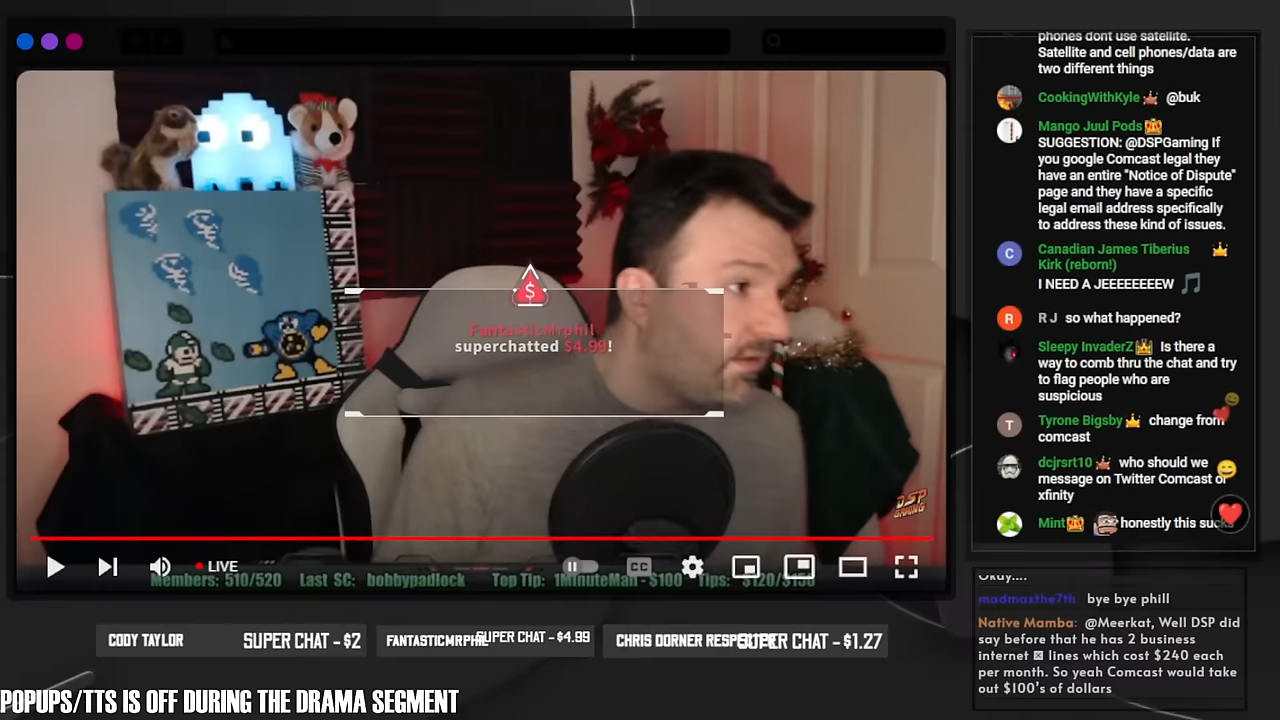 phones dont use satellite.
Satellite and cell phones/data are
two different things
CookingWithKyle @buk
Mango Juul Pods
SUGGESTION: @DSPGaming If
you google Comcast legal they
have an entire "Notice of Dispute"
page and they have a specific
legal email address specifically
to address these kind of issues.
C
Canadian James Tiberius
Kirk (reborn!)
I NEED A JEEEEEEEEW
R
R J so what happened?
Sleepy InvaderZ Is there a
way to comb thru the chat and try
to flag people who are
suspicious
T
Tyrone Bigsby change from
comcast
dcjrsrt10 who should we
message on Twitter Comcast or
xfinity
Mint honestly this sucks
$
FantasticMrphil
superchatted $4.99!
DSP
GAMING
LIVE
CC
Members: 510/520 Last SC: bobbypadlock Top Tip: 1MinuteMan - $100 Tips: $120/$150
CODY TAYLOR SUPER CHAT - $2
FANTASTICMRPHIL SUPER CHAT - $4.99
CHRIS DORNER SUPER CHAT - $1.27
Okay....
madmaxthe7th bye bye phill
Native Mamba: @Meerkat, Well DSP did
say before that he has 2 business
internet lines which cost $240 each
per month. So yeah Comcast would take
out $100's of dollars
POPUPS/TTS IS OFF DURING THE DRAMA SEGMENT